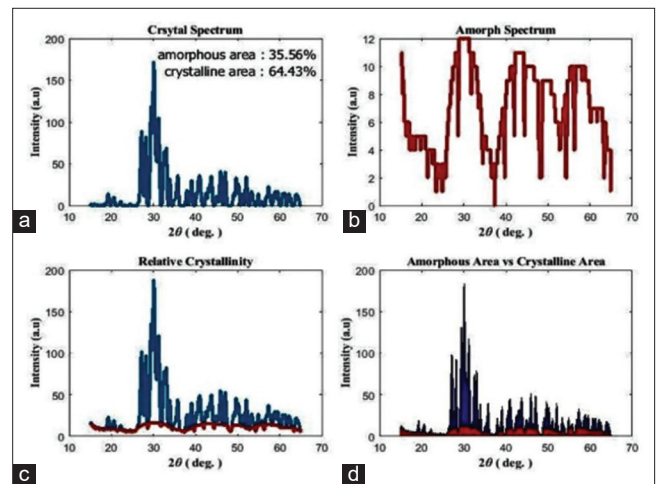 Crsytal Spectrum
200
150
100
50
0
Intensity (a.u)
amorphous area : 35.56%
crystalline area : 64.43%
10 20 30 40 50 60 70
2θ ( deg. )
a
Amorph Spectrum
12
10
8
6
4
2
0
Intensity (a.u)
10 20 30 40 50 60 70
2θ ( deg. )
b
Relative Crystallinity
200
150
100
50
0
Intensity (a.u)
10 20 30 40 50 60 70
2θ ( deg. )
c
Amorphous Area vs Crystalline Area
200
150
100
50
0
Intensity (a.u)
10 20 30 40 50 60 70
2θ ( deg. )
d